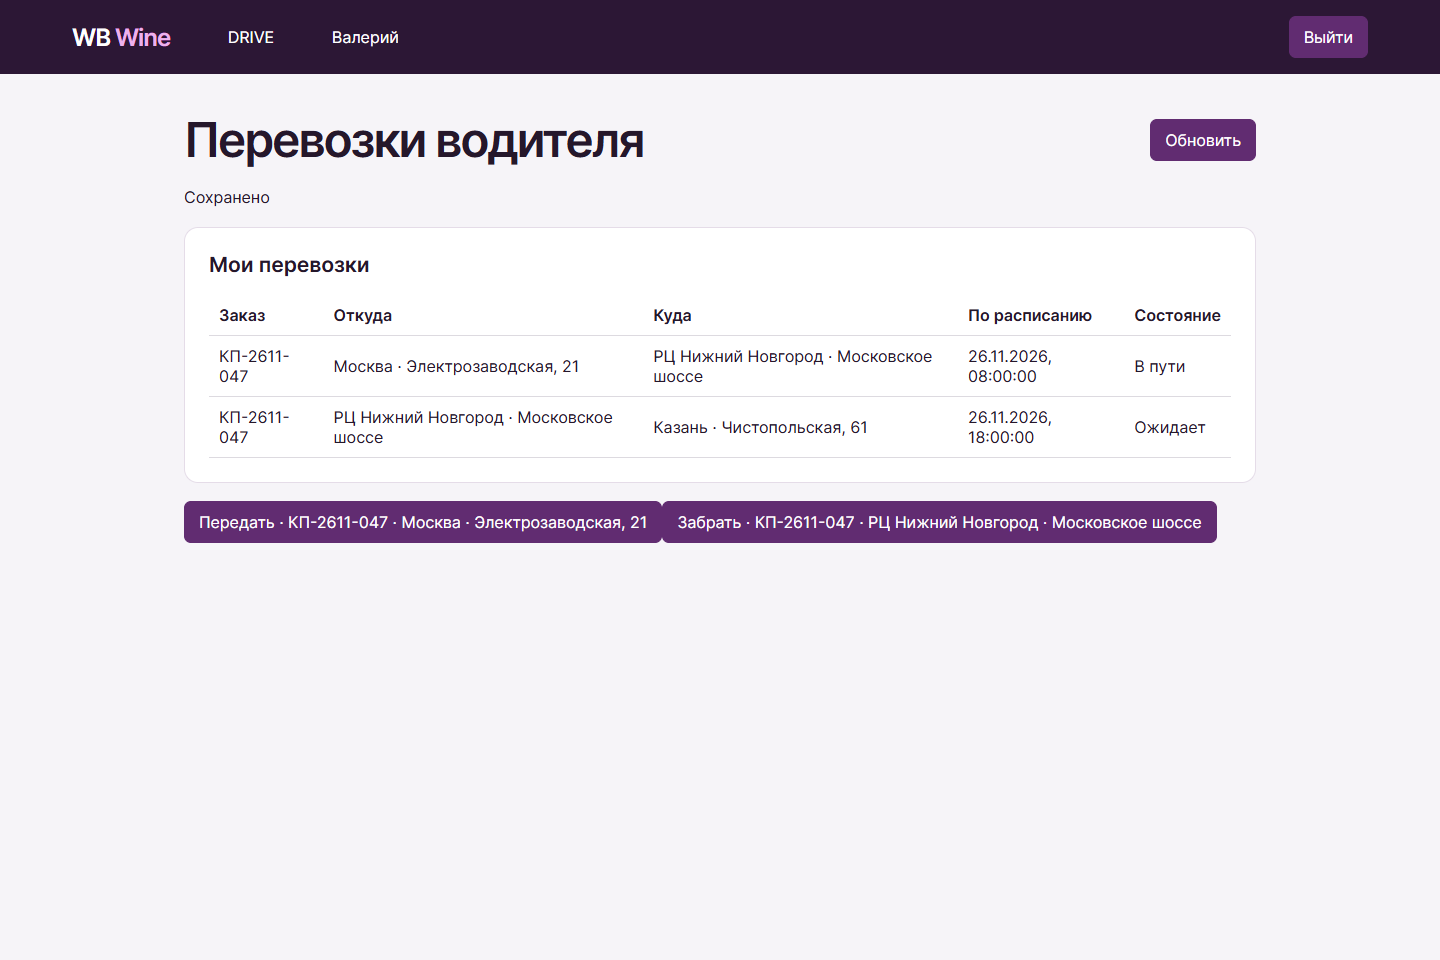 WB Wine DRIVE Валерий Выйти
Перевозки водителя Обновить
Сохранено
Мои перевозки
Заказ Откуда Куда По расписанию Состояние
КП-2611-
047 Москва · Электрозаводская, 21 РЦ Нижний Новгород · Московское
шоссе 26.11.2026,
08:00:00 В пути
КП-2611-
047 РЦ Нижний Новгород · Московское
шоссе Казань · Чистопольская, 61 26.11.2026,
18:00:00 Ожидает
Передать · КП-2611-047 · Москва · Электрозаводская, 21 Забрать · КП-2611-047 · РЦ Нижний Новгород · Московское шоссе